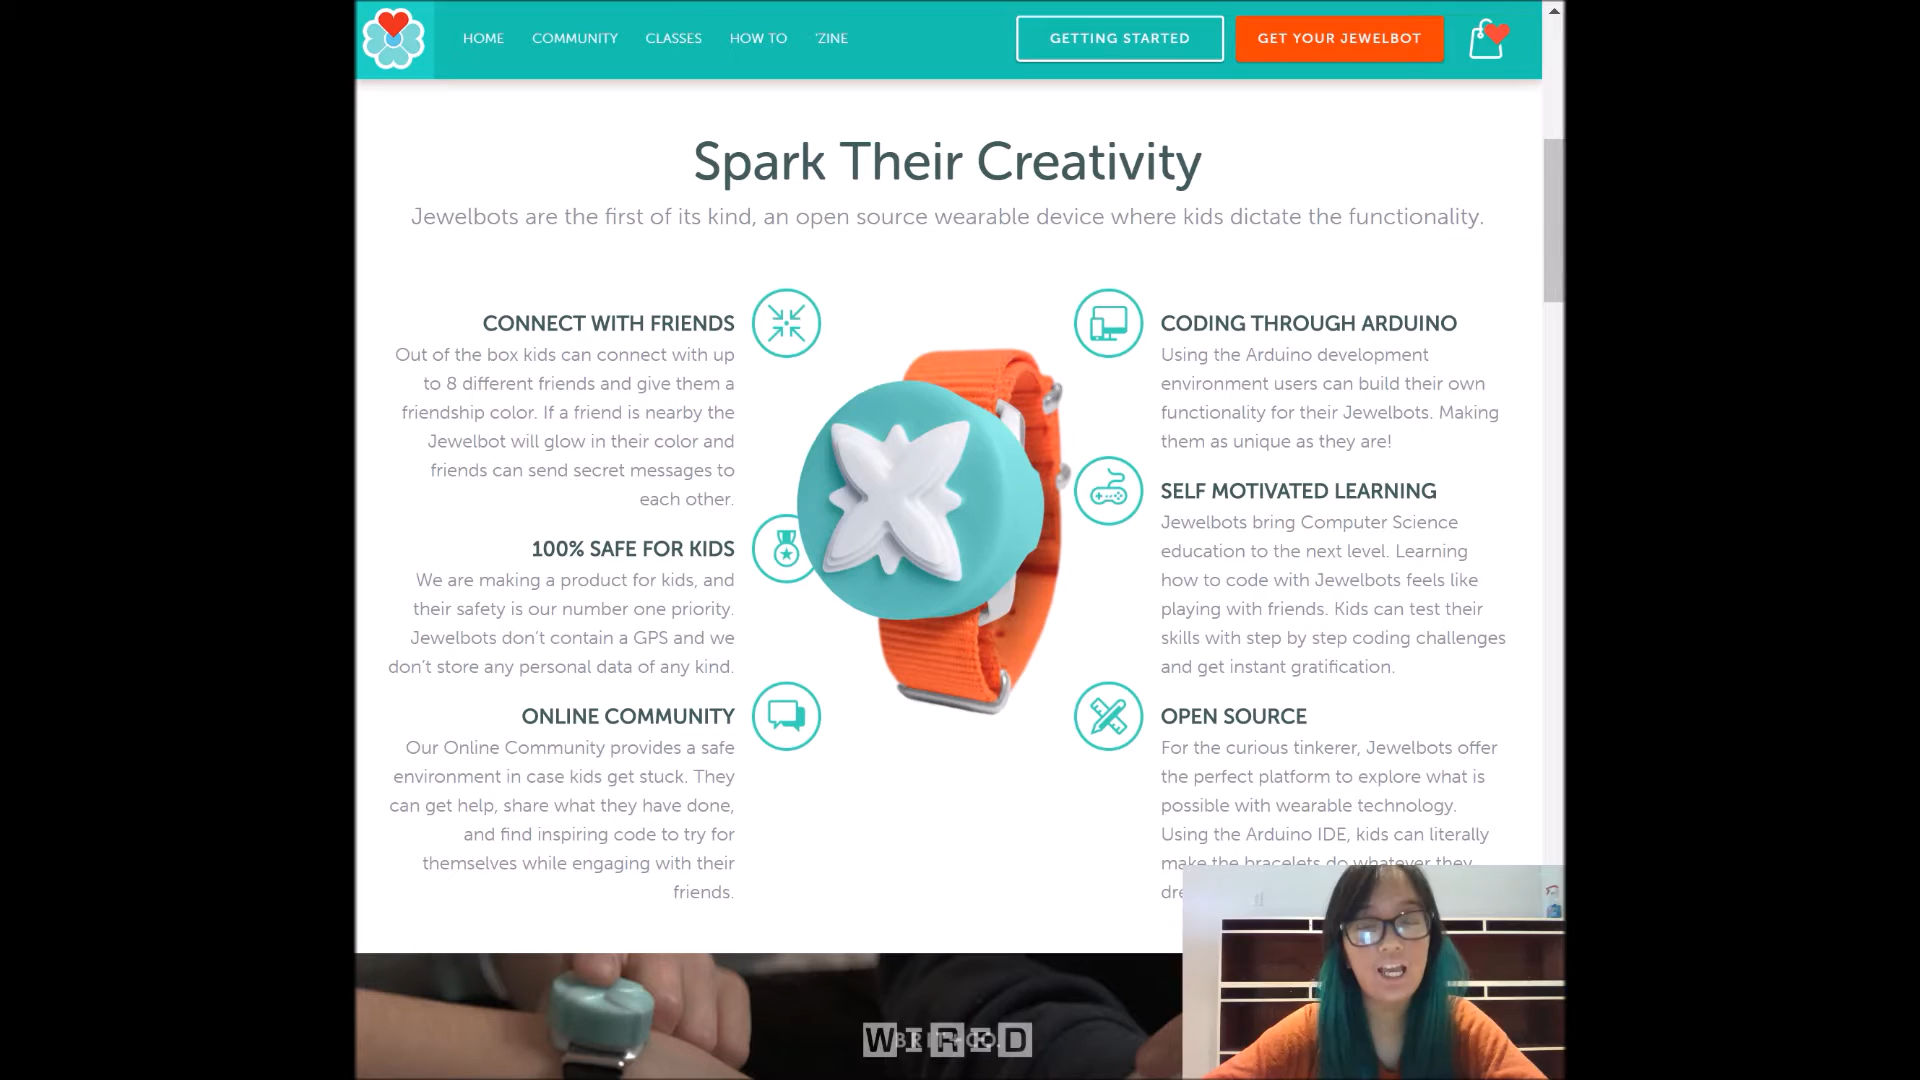 HOME COMMUNITY CLASSES HOW TO 'ZINE
GETTING STARTED
GET YOUR JEWELBOT
Spark Their Creativity
Jewelbots are the first of its kind, an open source wearable device where kids dictate the functionality.
CONNECT WITH FRIENDS
Out of the box kids can connect with up
to 8 different friends and give them a
friendship color. If a friend is nearby the
Jewelbot will glow in their color and
friends can send secret messages to
each other.
100% SAFE FOR KIDS
We are making a product for kids, and
their safety is our number one priority.
Jewelbots don't contain a GPS and we
don't store any personal data of any kind.
ONLINE COMMUNITY
Our Online Community provides a safe
environment in case kids get stuck. They
can get help, share what they have done,
and find inspiring code to try for
themselves while engaging with their
friends.
CODING THROUGH ARDUINO
Using the Arduino development
environment users can build their own
functionality for their Jewelbots. Making
them as unique as they are!
SELF MOTIVATED LEARNING
Jewelbots bring Computer Science
education to the next level. Learning
how to code with Jewelbots feels like
playing with friends. Kids can test their
skills with step by step coding challenges
and get instant gratification.
OPEN SOURCE
For the curious tinkerer, Jewelbots offer
the perfect platform to explore what is
possible with wearable technology.
Using the Arduino IDE, kids can literally
make the bracelets do whatever they
WIRED